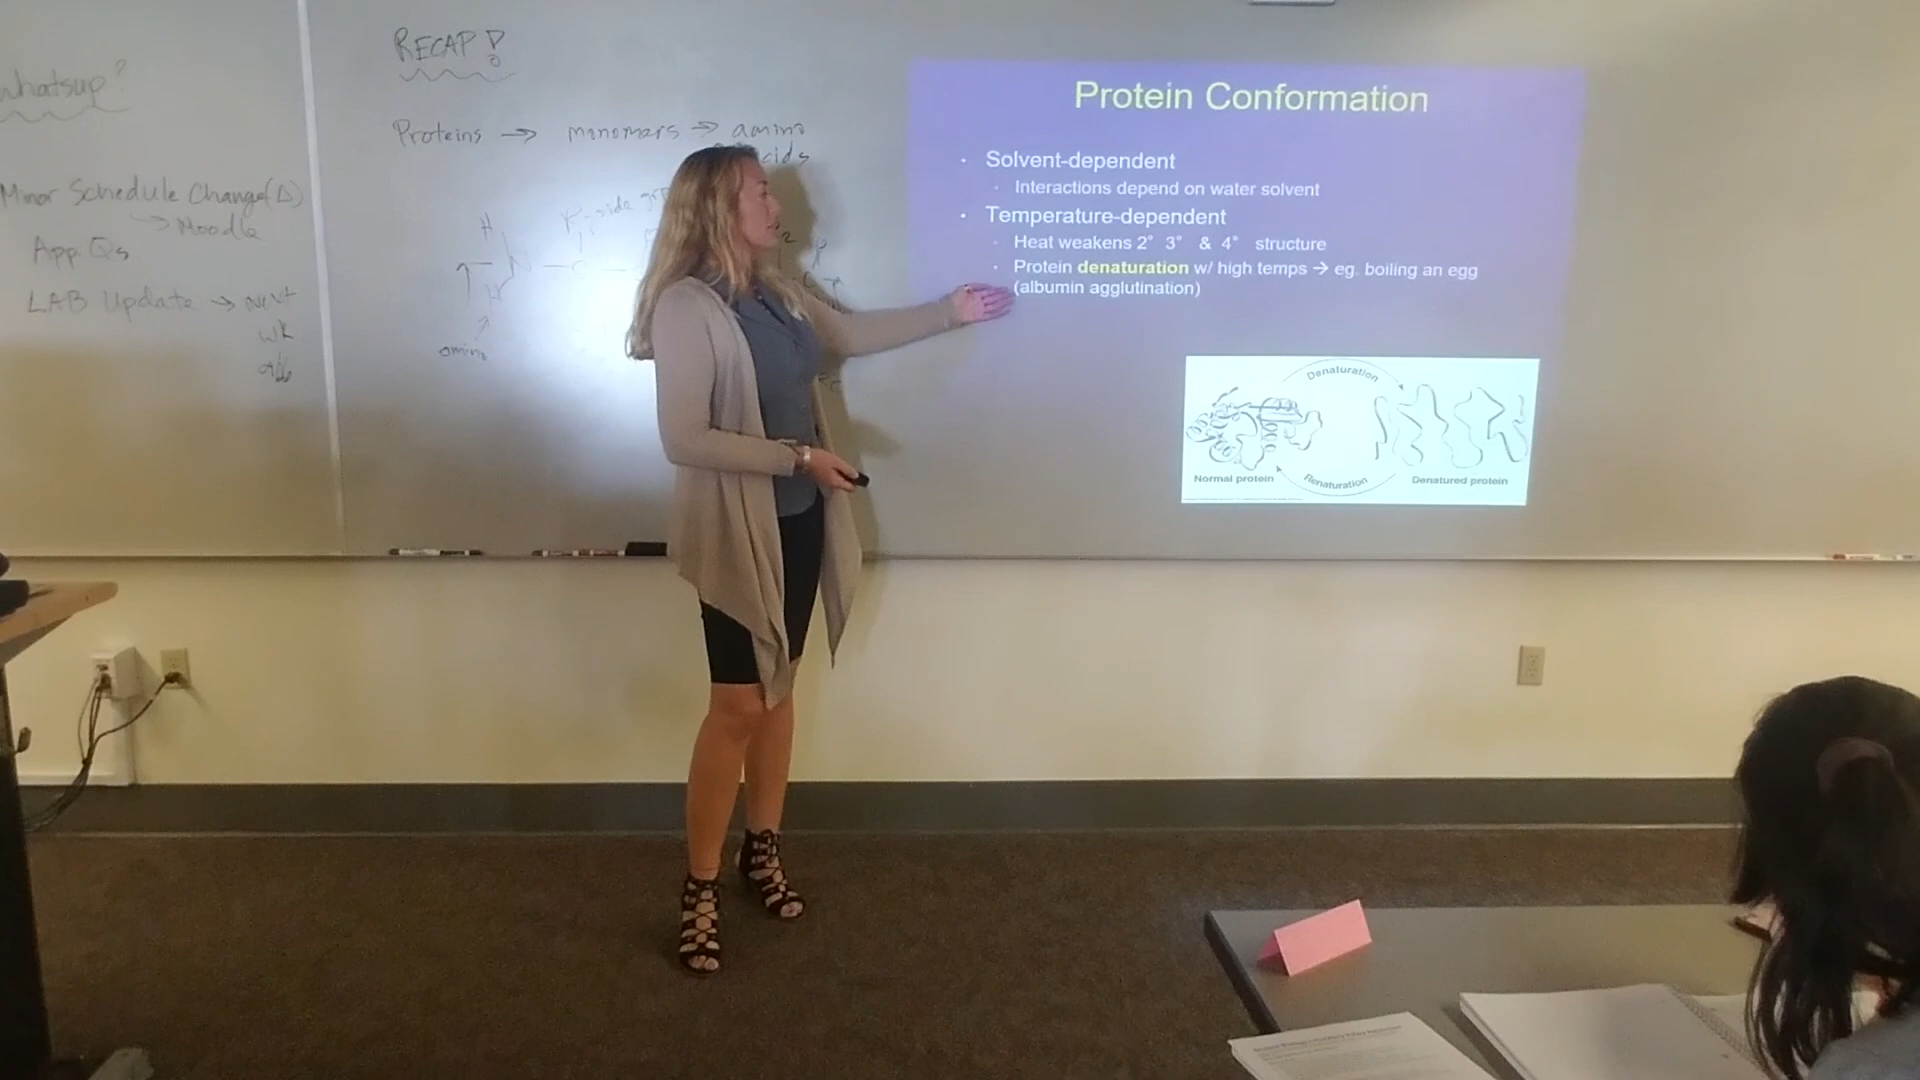 whatsup?
Minor Schedule Change(Δ)
→ Moodle
App Qs
LAB Update → Next
wk
RECAP!
Proteins → monomers → amino
acids
R-side
H
N
H
amino
Protein Conformation
• Solvent-dependent
• Interactions depend on water solvent
• Temperature-dependent
• Heat weakens 2° 3° & 4° structure
• Protein denaturation w/ high temps → eg. boiling an egg
(albumin agglutination)
Denaturation
Normal protein
Renaturation
Denatured protein